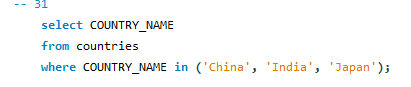 -- 31
select COUNTRY_NAME
from countries
where COUNTRY_NAME in ('China', 'India', 'Japan');